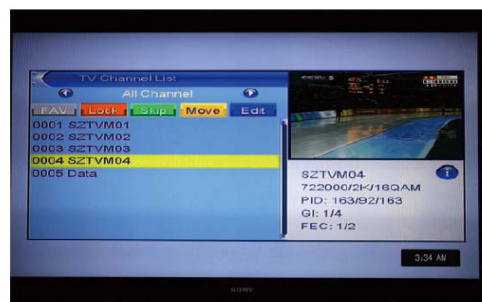 TV Channel List
All Channel
FAV Lock Skip Move Edit
0001 SZTVM01
0002 SZTVM02
0003 SZTVM03
0004 SZTVM04
0005 Data
SZTVM04
722000/2K/16QAM
PID: 163/92/163
GI: 1/4
FEC: 1/2
3:34 AM
SONY